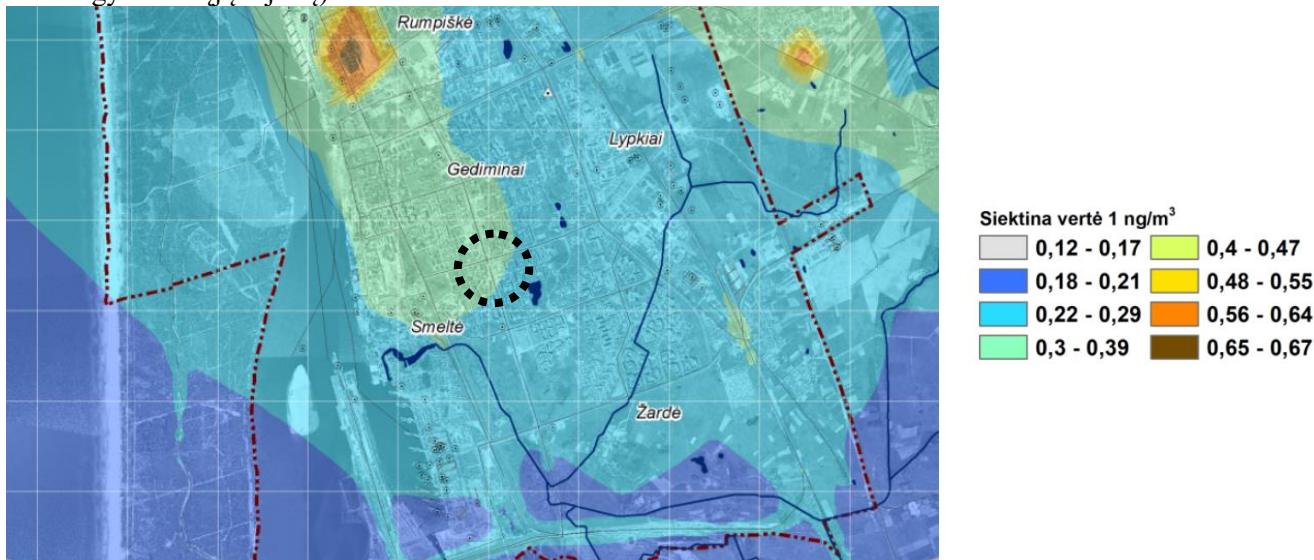 Rumpiškė
Lypkiai
Gediminai
Smeltė
Žardė
Siektina vertė 1 ng/m³
0,12 - 0,17
0,4 - 0,47
0,18 - 0,21
0,48 - 0,55
0,22 - 0,29
0,56 - 0,64
0,3 - 0,39
0,65 - 0,67